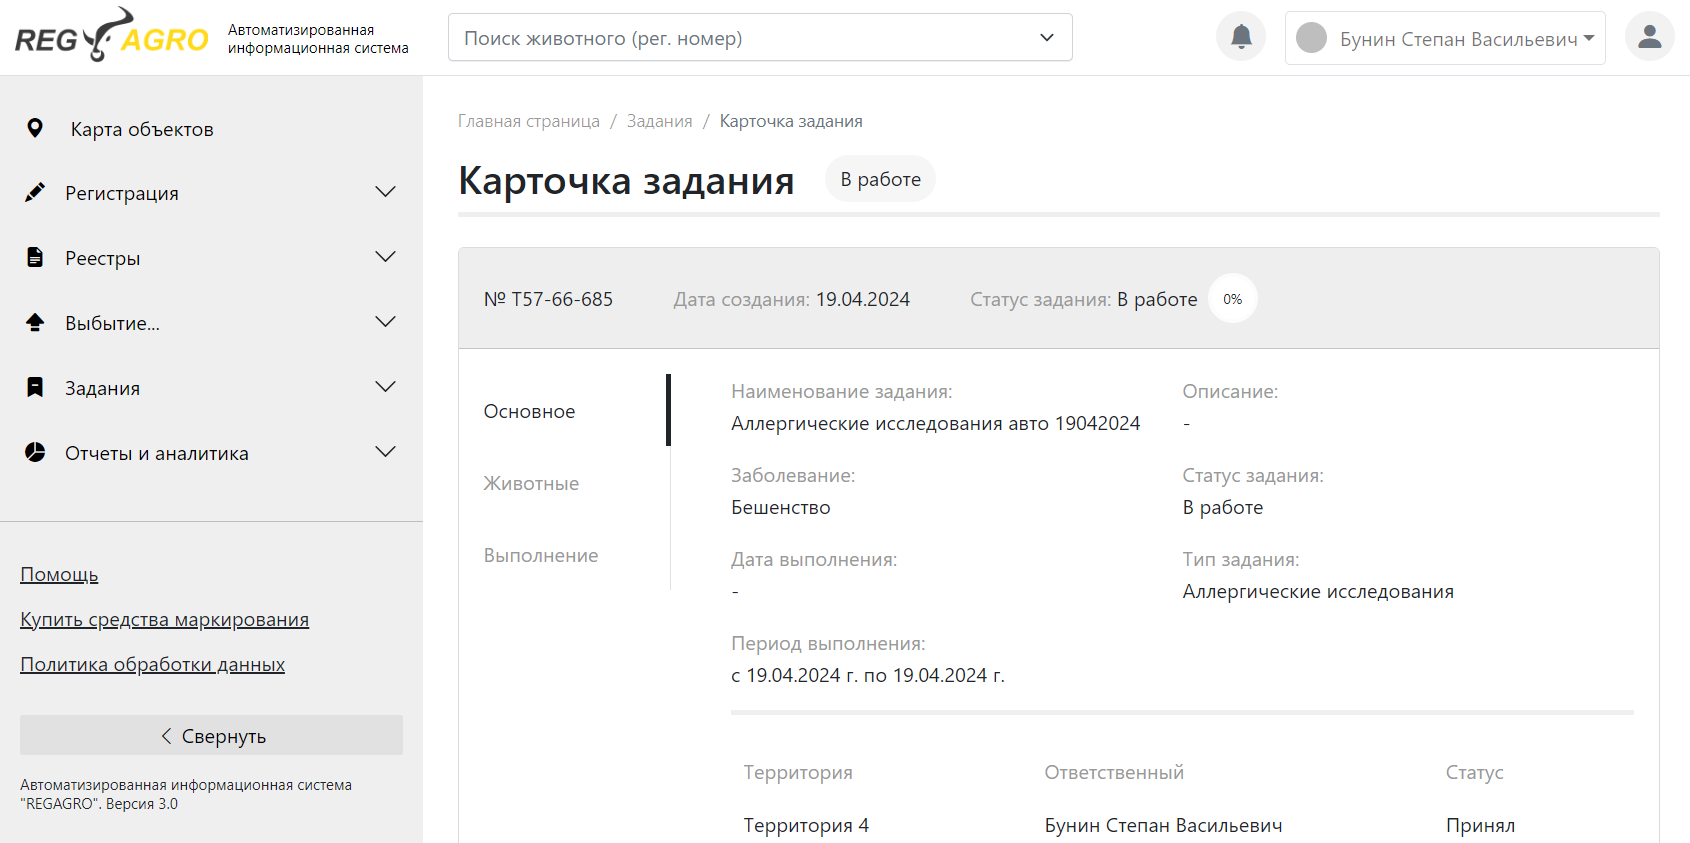 REG AGRO
Автоматизированная
информационная система
Поиск животного (рег. номер)
Бунин Степан Васильевич
Карта объектов
Регистрация
Реестры
Выбытие...
Задания
Отчеты и аналитика
Помощь
Купить средства маркирования
Политика обработки данных
Свернуть
Автоматизированная информационная система
"REGAGRO". Версия 3.0
Главная страница / Задания / Карточка задания
Карточка задания В работе
№ T57-66-685 Дата создания: 19.04.2024 Статус задания: В работе 0%
Основное
Животные
Выполнение
Наименование задания: Описание:
Аллергические исследования авто 19042024 -
Заболевание: Статус задания:
Бешенство В работе
Дата выполнения: Тип задания:
- Аллергические исследования
Период выполнения:
с 19.04.2024 г. по 19.04.2024 г.
Территория Ответственный Статус
Территория 4 Бунин Степан Васильевич Принял